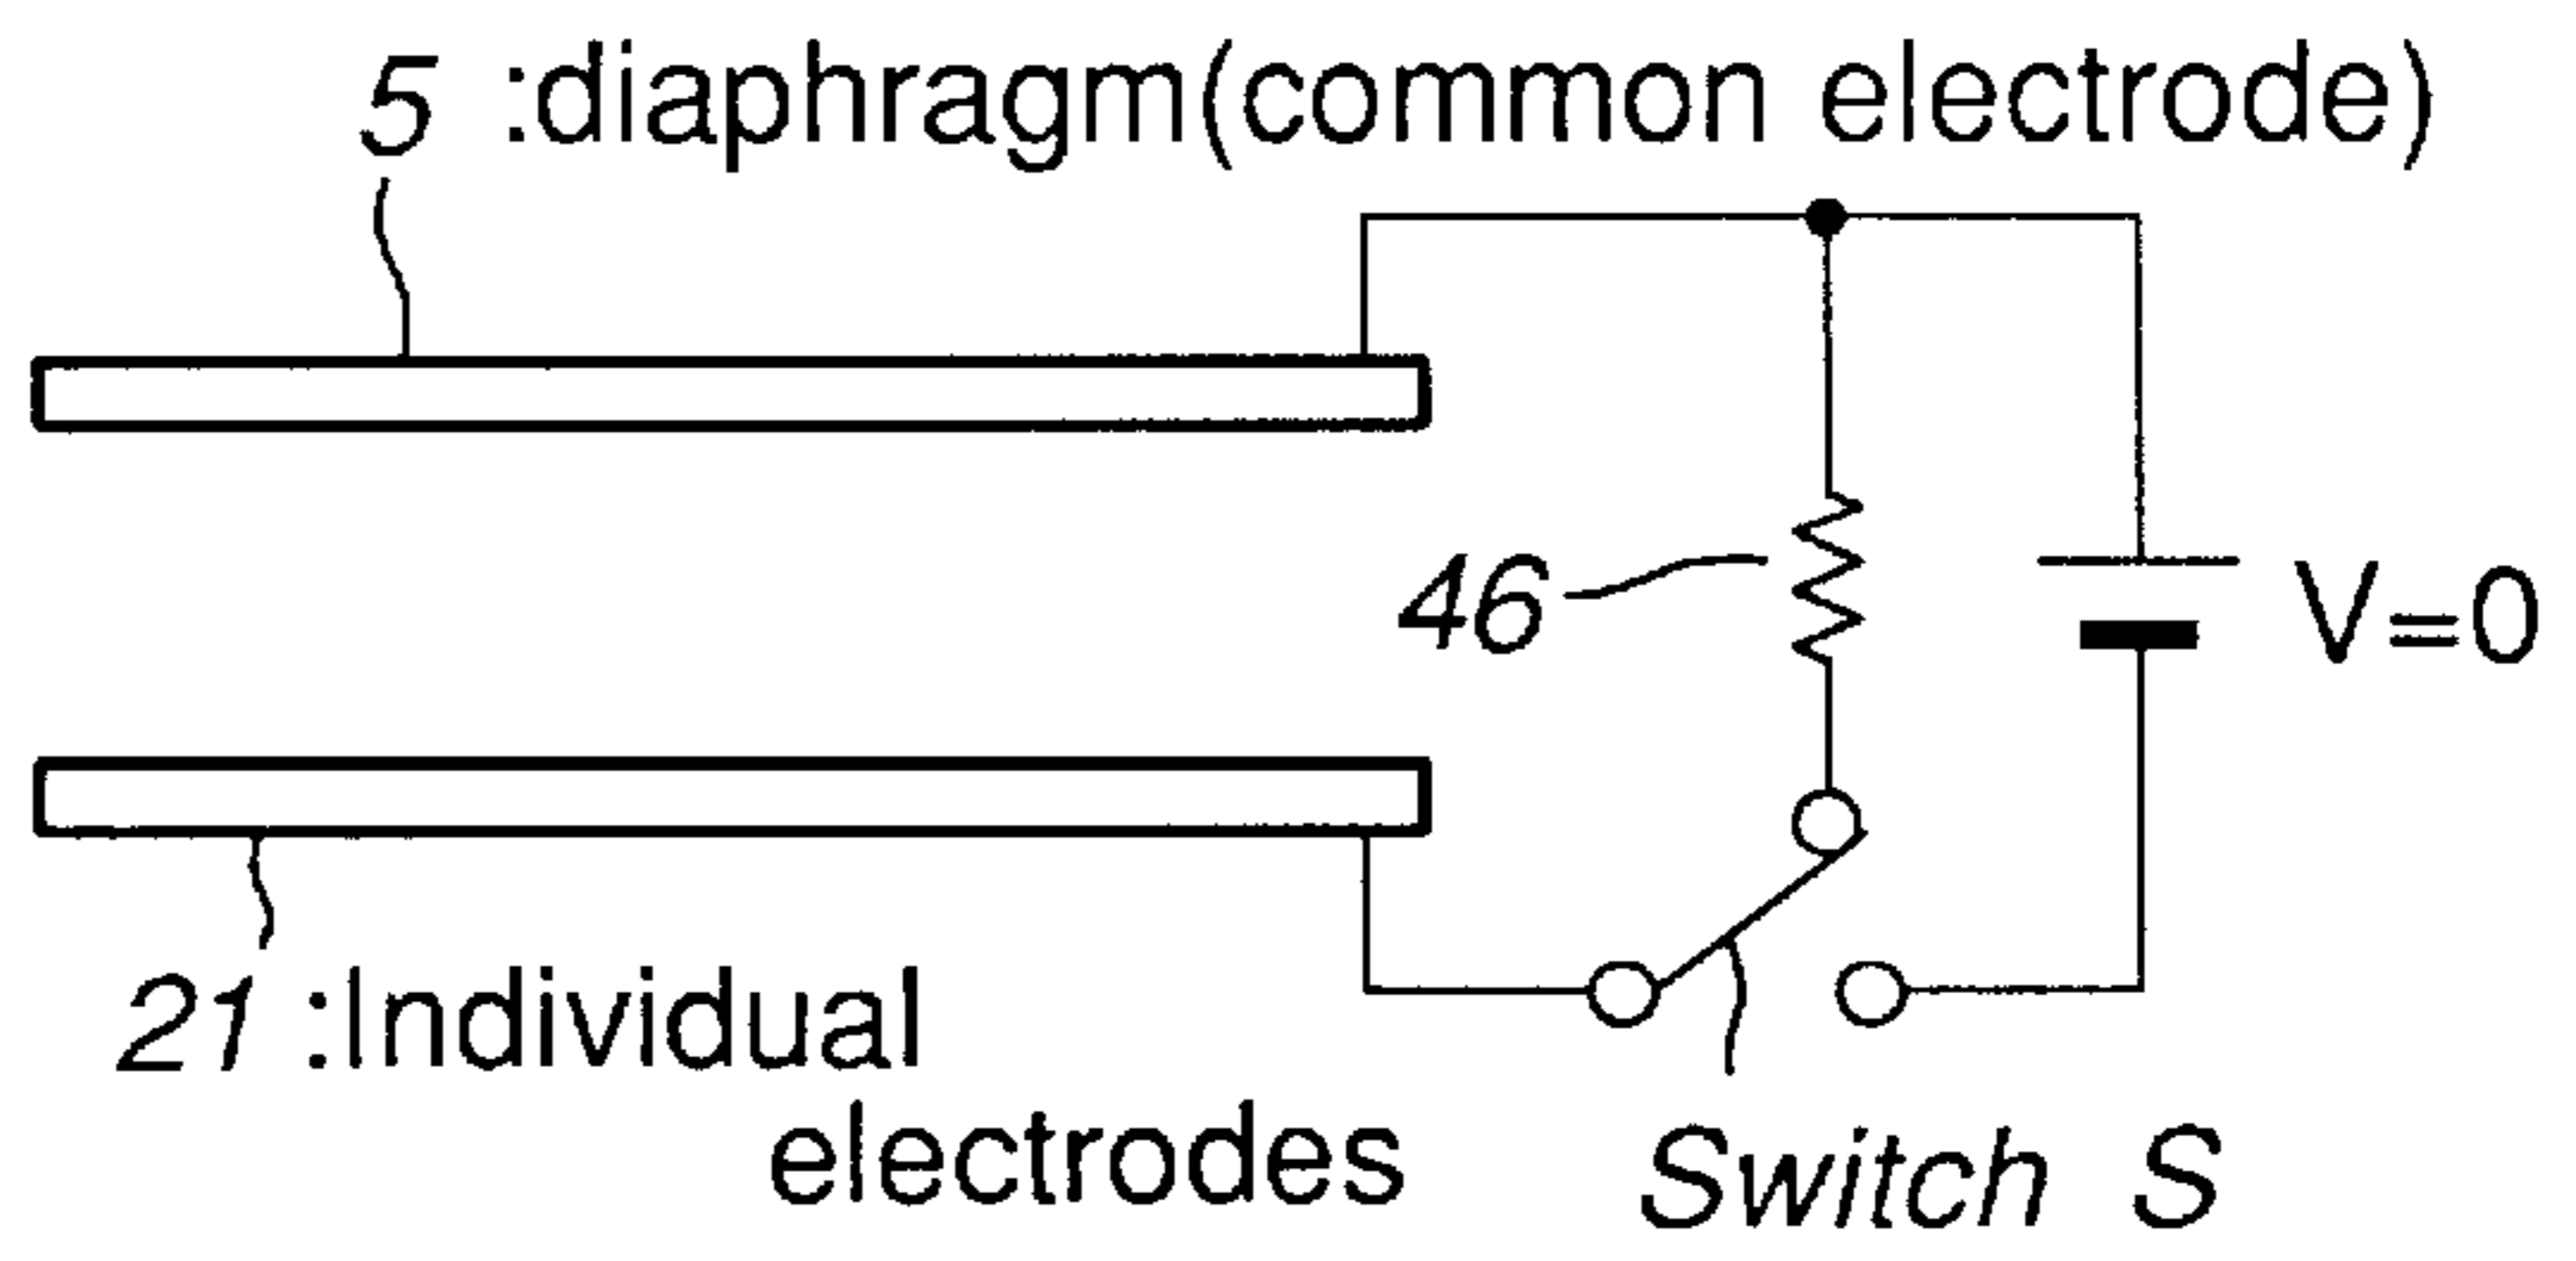 5 :diaphragm(common electrode)
46
V=0
21 :Individual
electrodes
Switch S